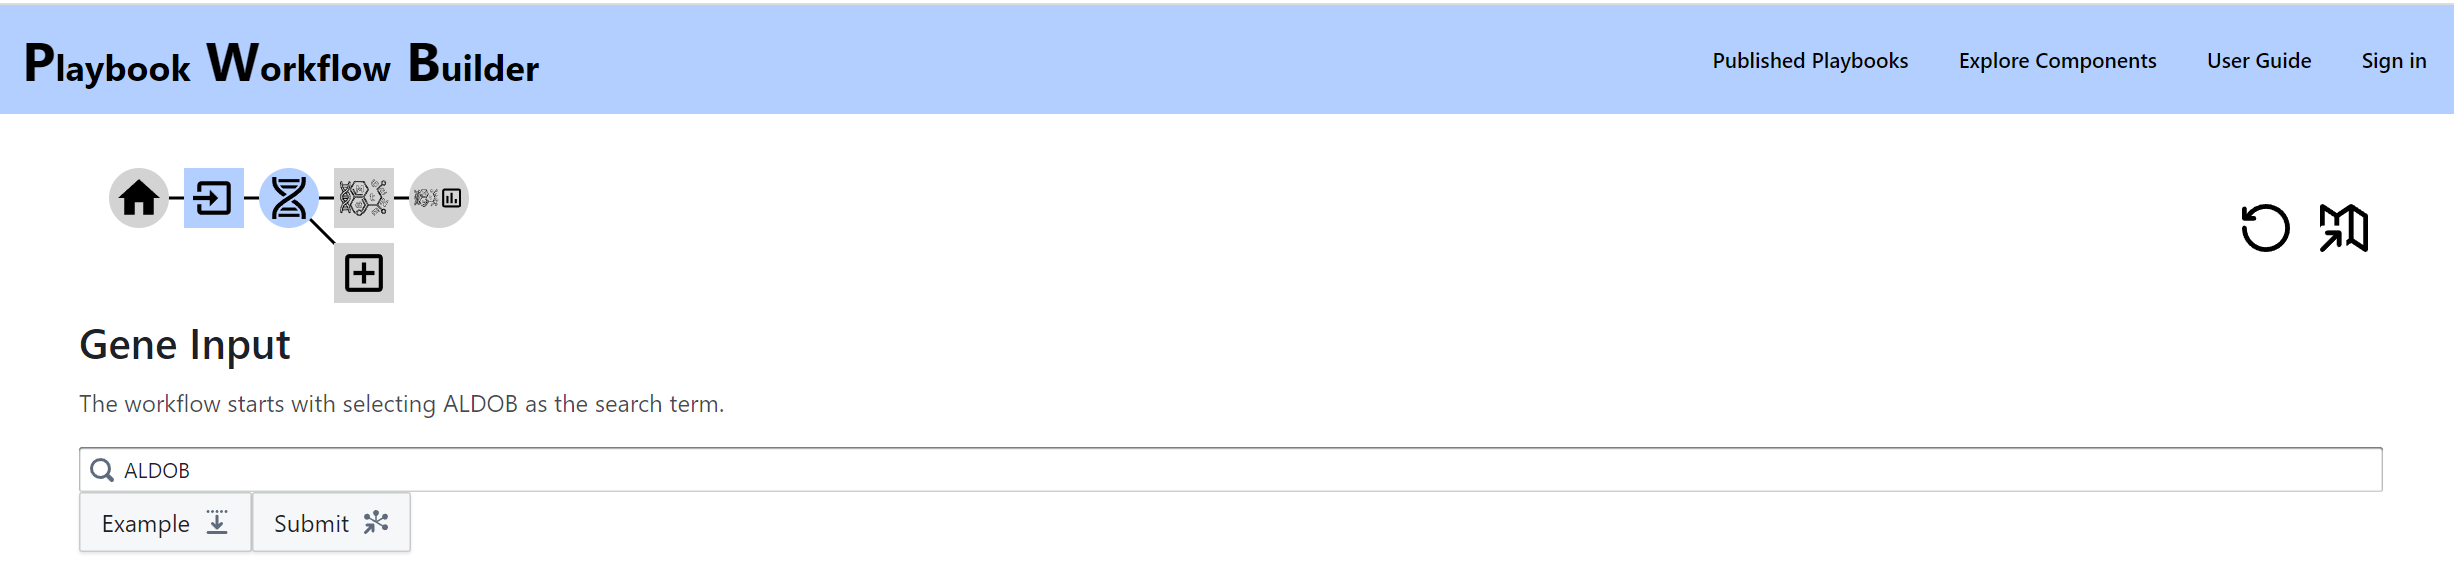 Playbook Workflow Builder
Published Playbooks Explore Components User Guide Sign in
Gene Input
The workflow starts with selecting ALDOB as the search term.
ALDOB
Example Submit